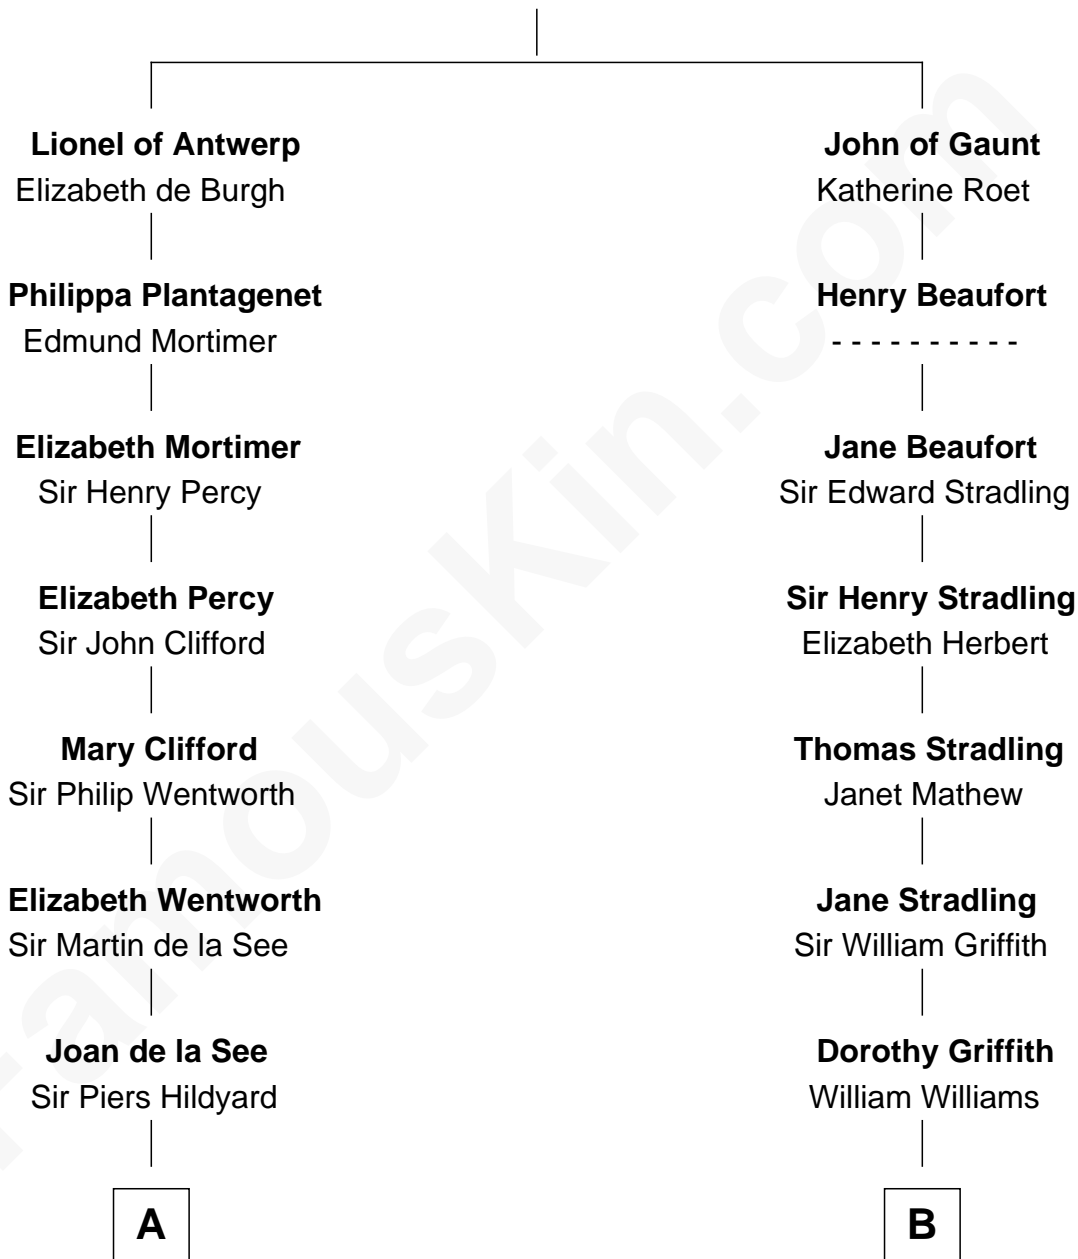 Lionel of Antwerp
Elizabeth de Burgh
Philippa Plantagenet
Edmund Mortimer
Elizabeth Mortimer
Sir Henry Percy
Elizabeth Percy
Sir John Clifford
Mary Clifford
Sir Philip Wentworth
Elizabeth Wentworth
Sir Martin de la See
Joan de la See
Sir Piers Hildyard
A
John of Gaunt
Katherine Roet
Henry Beaufort
- - - - - - - - - -
Jane Beaufort
Sir Edward Stradling
Sir Henry Stradling
Elizabeth Herbert
Thomas Stradling
Janet Mathew
Jane Stradling
Sir William Griffith
Dorothy Griffith
William Williams
B
FamousKin.com